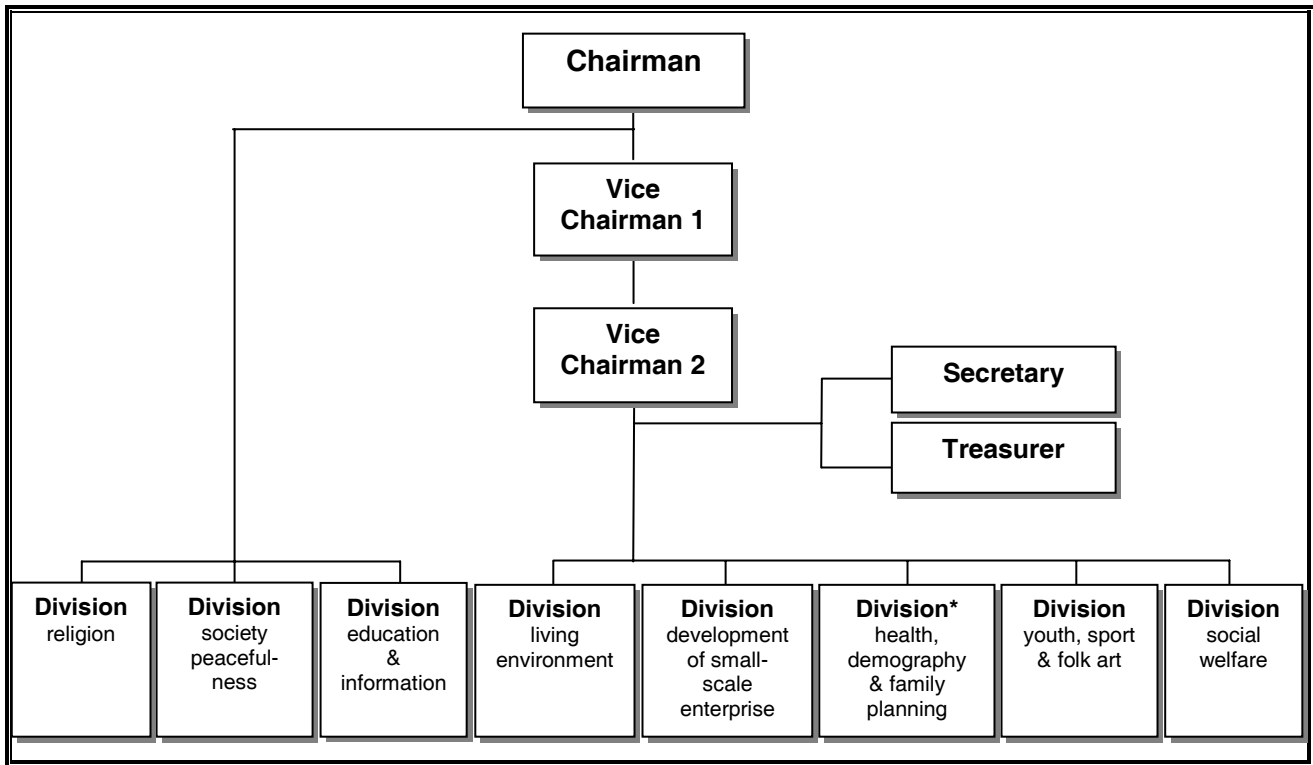 Chairman
Vice
Chairman 1
Vice
Chairman 2
Secretary
Treasurer
Division
religion
Division
society
peaceful-
ness
Division
education
&
information
Division
living
environment
Division
development
of small-
scale
enterprise
Division*
health,
demography
& family
planning
Division
youth, sport
& folk art
Division
social
welfare